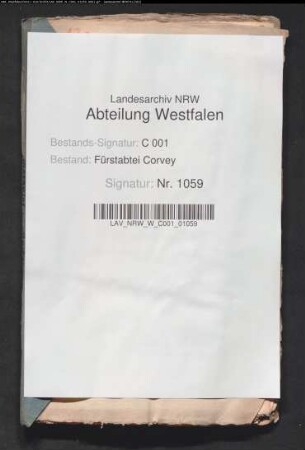 Landesarchiv NRW
Abteilung Westfalen
Bestands-Signatur: C 001
Bestand: Fürstabtei Corvey
Signatur: Nr. 1059
LAV_NRW_W_C001_01059